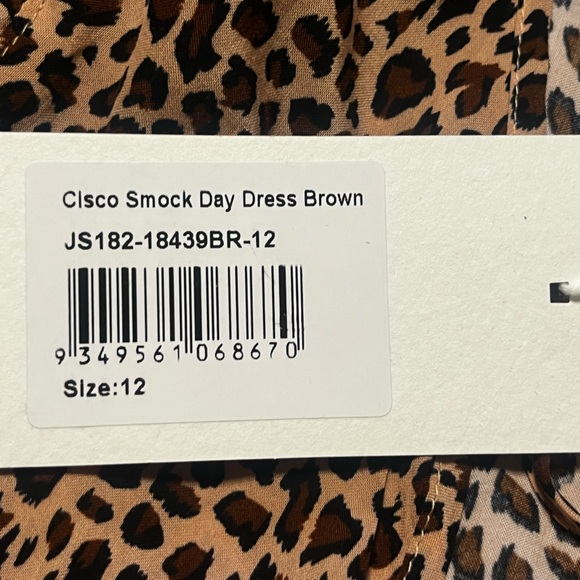 Cisco Smock Day Dress Brown
JS182-18439BR-12
9 349561 068670
Size:12